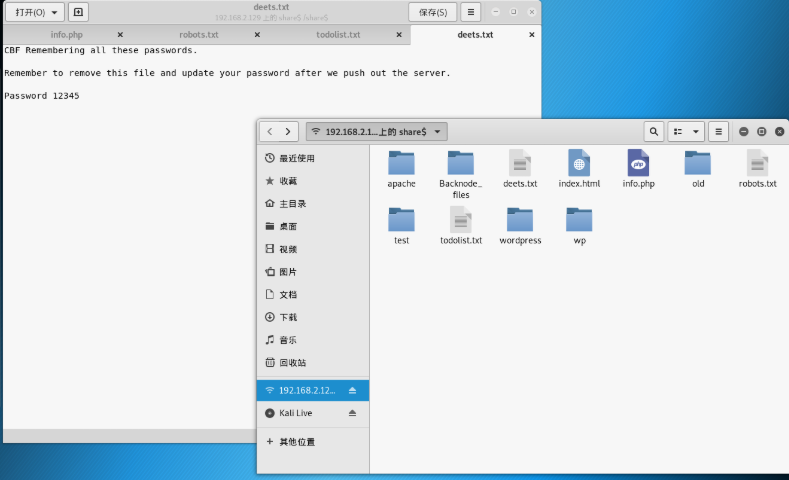 打开(O)
deets.txt
192.168.2.129 上的 share$ /share$
保存(S)
info.php
robots.txt
todolist.txt
deets.txt
CBF Remembering all these passwords.
Remember to remove this file and update your password after we push out the server.
Password 12345
192.168.2.1…上的 share$
最近使用
收藏
主目录
桌面
视频
图片
文档
下载
音乐
回收站
192.168.2.12…
Kali Live
其他位置
apache
Backnode_
files
deets.txt
index.html
info.php
old
robots.txt
test
todolist.txt
wordpress
wp
php